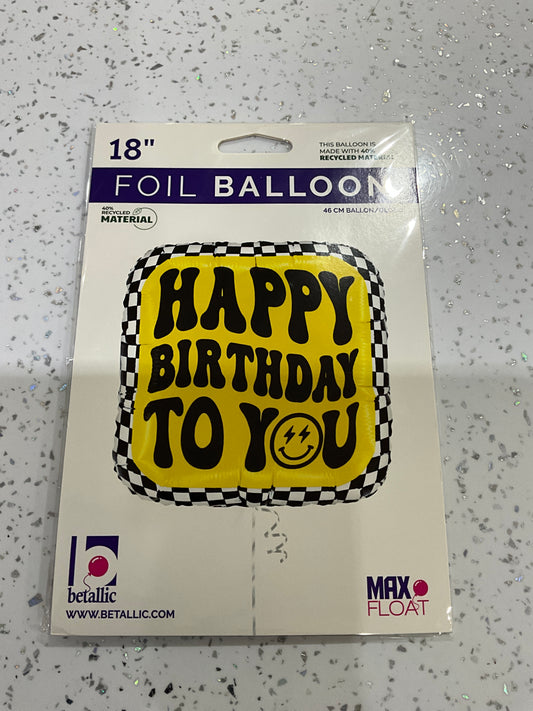 18"
THIS BALLOON IS
MADE WITH 40%
RECYCLED MATERIAL
FOIL BALLOON
46 CM BALLON/GLOBO
40%
RECYCLED
MATERIAL
HAPPY
BIRTHDAY
TO YOU
b
betallic
WWW.BETALLIC.COM
MAX
FLOAT